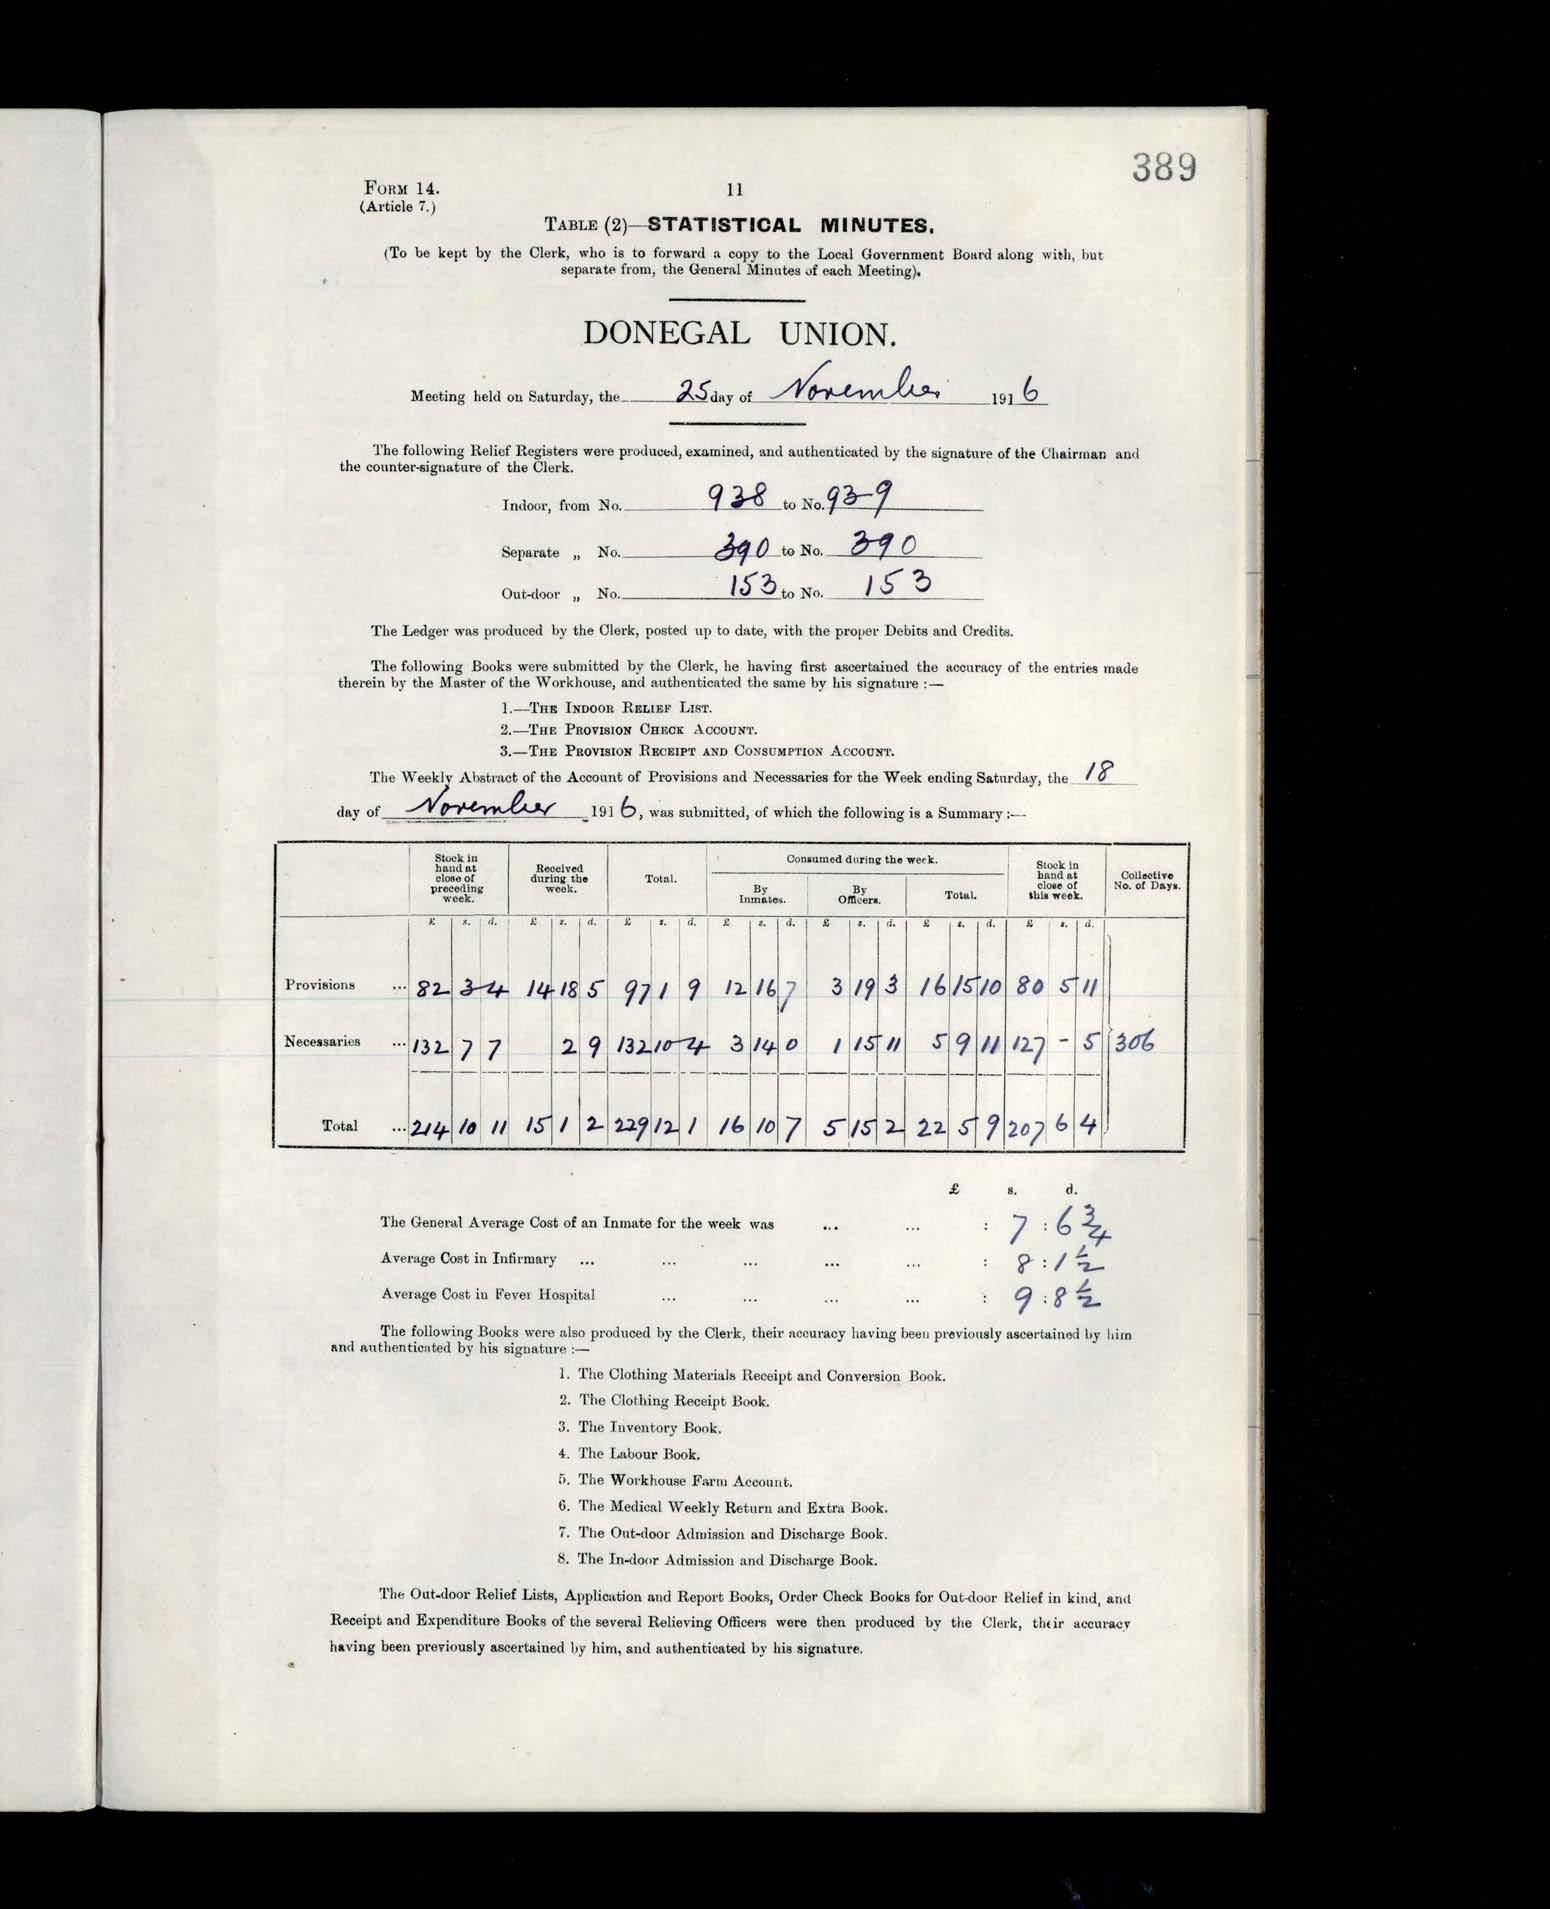 389
FORM 14.
11
(Article 7.)
TABLE (2)—STATISTICAL MINUTES.
(To be kept by the Clerk, who is to forward a copy to the Local Government Board along with, but
separate from, the General Minutes of each Meeting).
DONEGAL UNION.
Meeting held on Saturday, the 25 day of November 1916
The following Relief Registers were produced, examined, and authenticated by the signature of the Chairman and
the counter-signature of the Clerk.
Indoor, from No. 938 to No. 939
Separate „ No. 390 to No. 390
Out-door „ No. 153 to No. 153
The Ledger was produced by the Clerk, posted up to date, with the proper Debits and Credits.
The following Books were submitted by the Clerk, he having first ascertained the accuracy of the entries made
therein by the Master of the Workhouse, and authenticated the same by his signature :—
1.—THE INDOOR RELIEF LIST.
2.—THE PROVISION CHECK ACCOUNT.
3.—THE PROVISION RECEIPT AND CONSUMPTION ACCOUNT.
The Weekly Abstract of the Account of Provisions and Necessaries for the Week ending Saturday, the 18
day of November 1916, was submitted, of which the following is a Summary :—
Stock in hand at close of preceding week. Received during the week. Total. Consumed during the week. Stock in hand at close of this week. Collective No. of Days.
By Inmates. By Officers. Total.
£ s. d. £ s. d. £ s. d. £ s. d. £ s. d. £ s. d. £ s. d.
Provisions ... 82 3 4 14 18 5 97 1 9 12 16 7 3 19 3 16 15 10 80 5 11
Necessaries ... 132 7 7 2 9 132 10 4 3 14 0 1 15 11 5 9 11 127 - 5 306
Total ... 214 10 11 15 1 2 229 12 1 16 10 7 5 15 2 22 5 9 207 6 4
£ s. d.
The General Average Cost of an Inmate for the week was ... ... : 7 : 6 3/4
Average Cost in Infirmary ... ... ... ... ... : 8 : 1 1/2
Average Cost in Fever Hospital ... ... ... ... : 9 : 8 1/2
The following Books were also produced by the Clerk, their accuracy having been previously ascertained by him
and authenticated by his signature :—
1. The Clothing Materials Receipt and Conversion Book.
2. The Clothing Receipt Book.
3. The Inventory Book.
4. The Labour Book.
5. The Workhouse Farm Account.
6. The Medical Weekly Return and Extra Book.
7. The Out-door Admission and Discharge Book.
8. The In-door Admission and Discharge Book.
The Out-door Relief Lists, Application and Report Books, Order Check Books for Out-door Relief in kind, and
Receipt and Expenditure Books of the several Relieving Officers were then produced by the Clerk, their accuracy
having been previously ascertained by him, and authenticated by his signature.